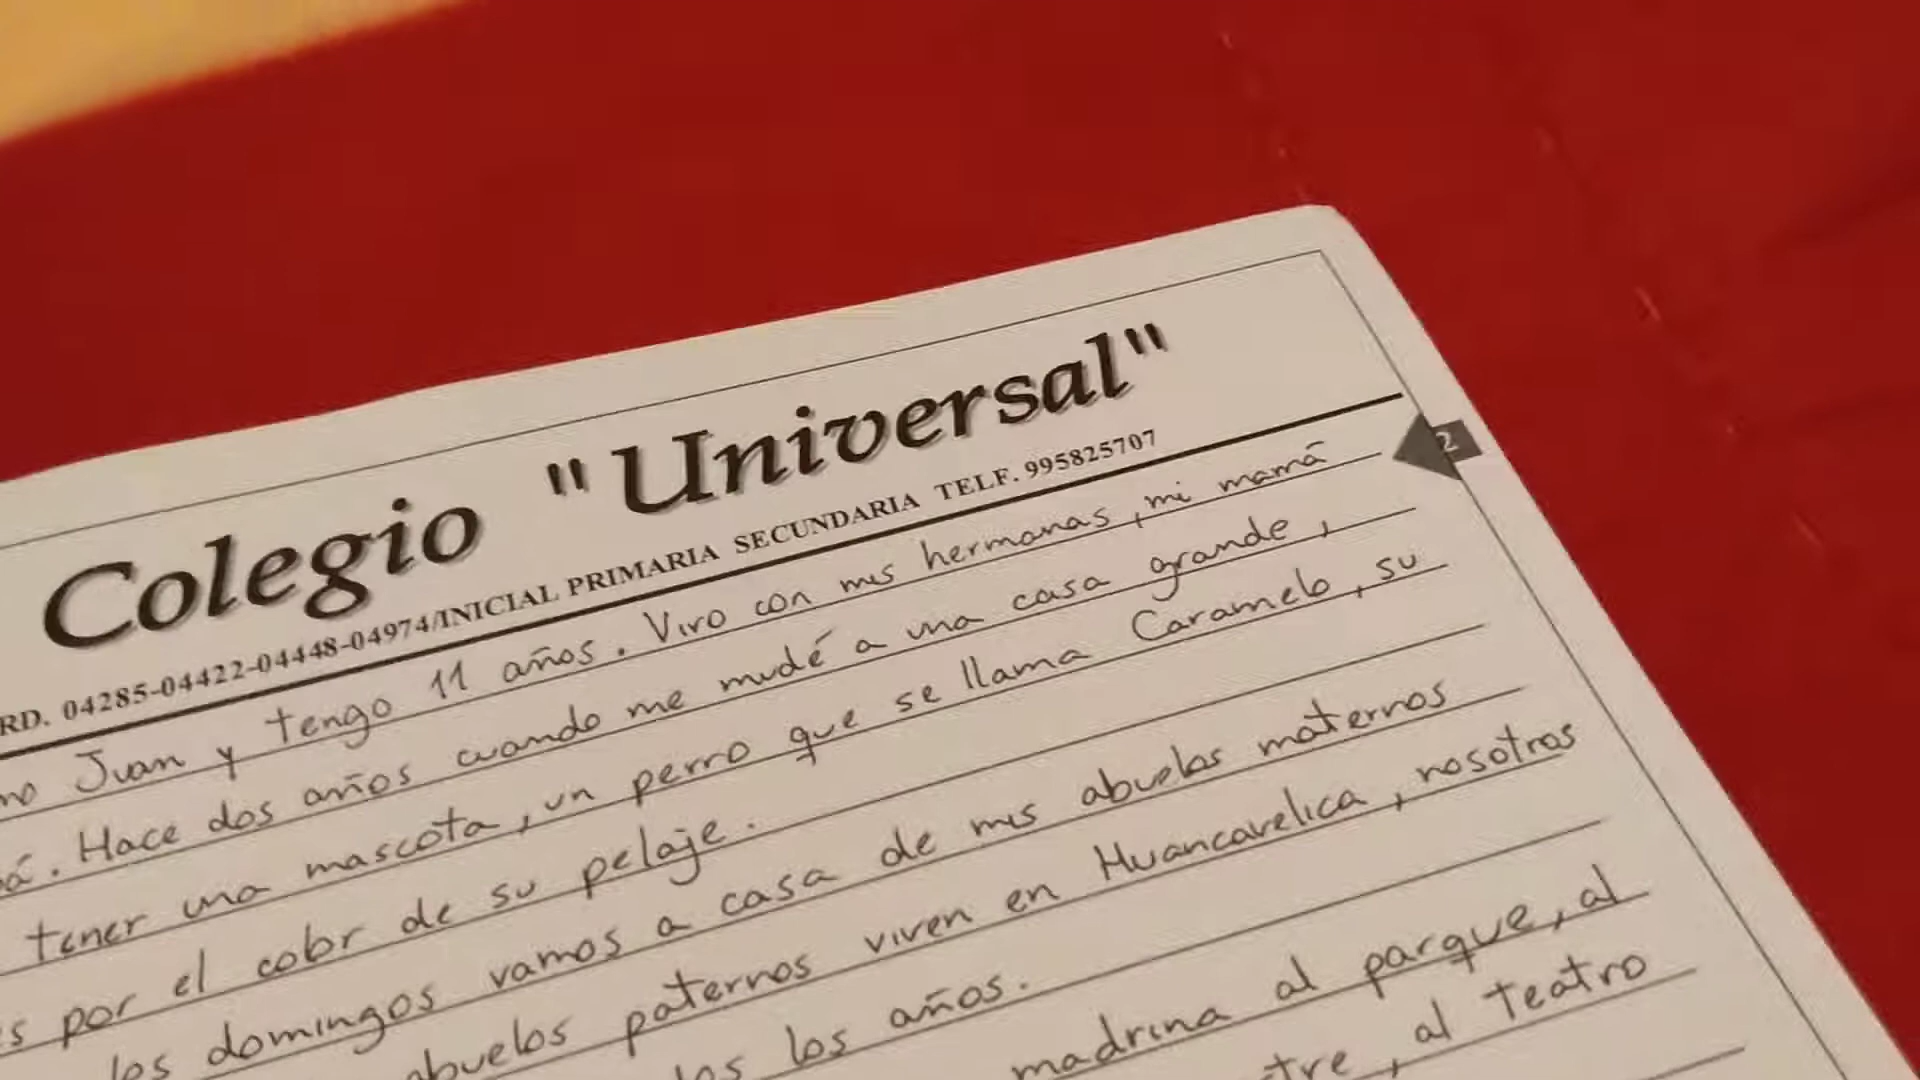 Colegio "Universal"
RD. 04285-04422-04448-04974/INICIAL PRIMARIA SECUNDARIA TELF. 995825707
2
Juan y tengo 11 años. Vivo con mis hermanas, mi mamá
. Hace dos años cuando me mudé a una casa grande,
tener una mascota, un perro que se llama Caramelo, su
por el color de su pelaje.
los domingos vamos a casa de mis abuelos maternos
abuelos paternos viven en Huancavelica, nosotros
los años.
madrina al parque, al
, al teatro